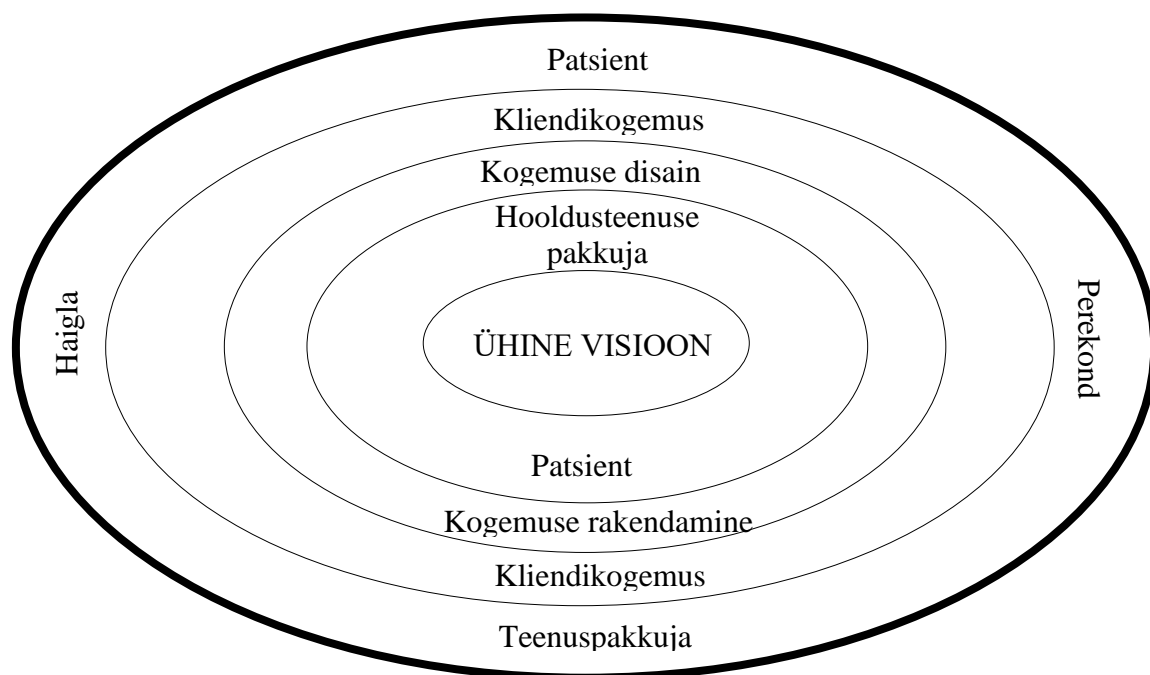 Patsient
Kliendikogemus
Kogemuse disain
Hooldusteenuse
pakkuja
Haigla
ÜHINE VISIOON
Perekond
Patsient
Kogemuse rakendamine
Kliendikogemus
Teenuspakkuja